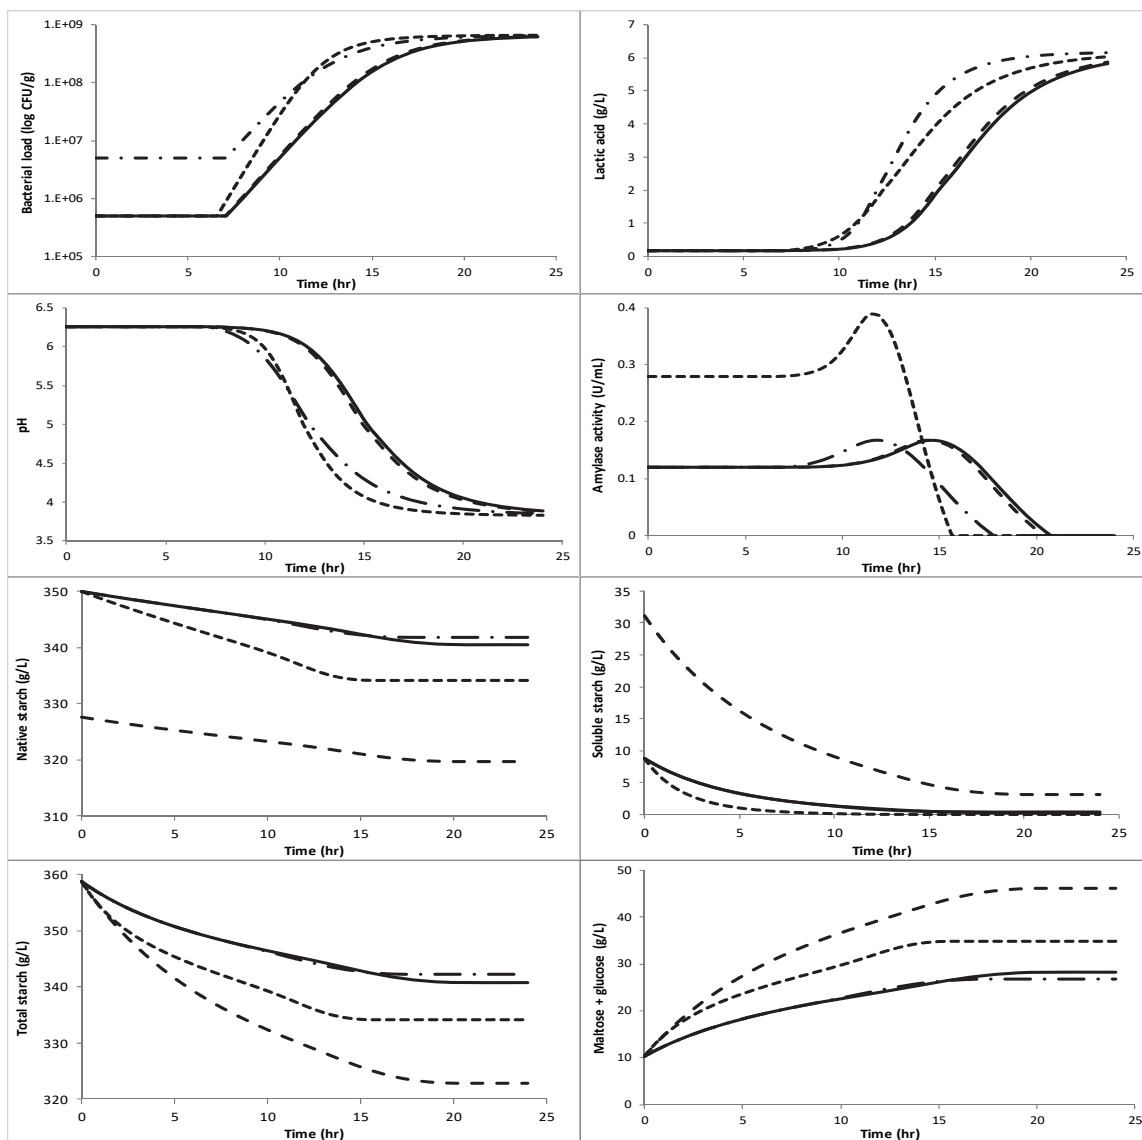 Bacterial load (log CFU/g)
1.E+09
1.E+08
1.E+07
1.E+06
1.E+05
0 5 10 15 20 25
Time (hr)
Lactic acid (g/L)
7
6
5
4
3
2
1
0
0 5 10 15 20 25
Time (hr)
pH
6.5
6
5.5
5
4.5
4
3.5
0 5 10 15 20 25
Time (hr)
Amylase activity (U/mL)
0.4
0.3
0.2
0.1
0
0 5 10 15 20 25
Time (hr)
Native starch (g/L)
350
340
330
320
310
0 5 10 15 20 25
Time (hr)
Soluble starch (g/L)
35
30
25
20
15
10
5
0
0 5 10 15 20 25
Time (hr)
Total starch (g/L)
360
350
340
330
320
0 5 10 15 20 25
Time (hr)
Maltose + glucose (g/L)
50
40
30
20
10
0
0 5 10 15 20 25
Time (hr)